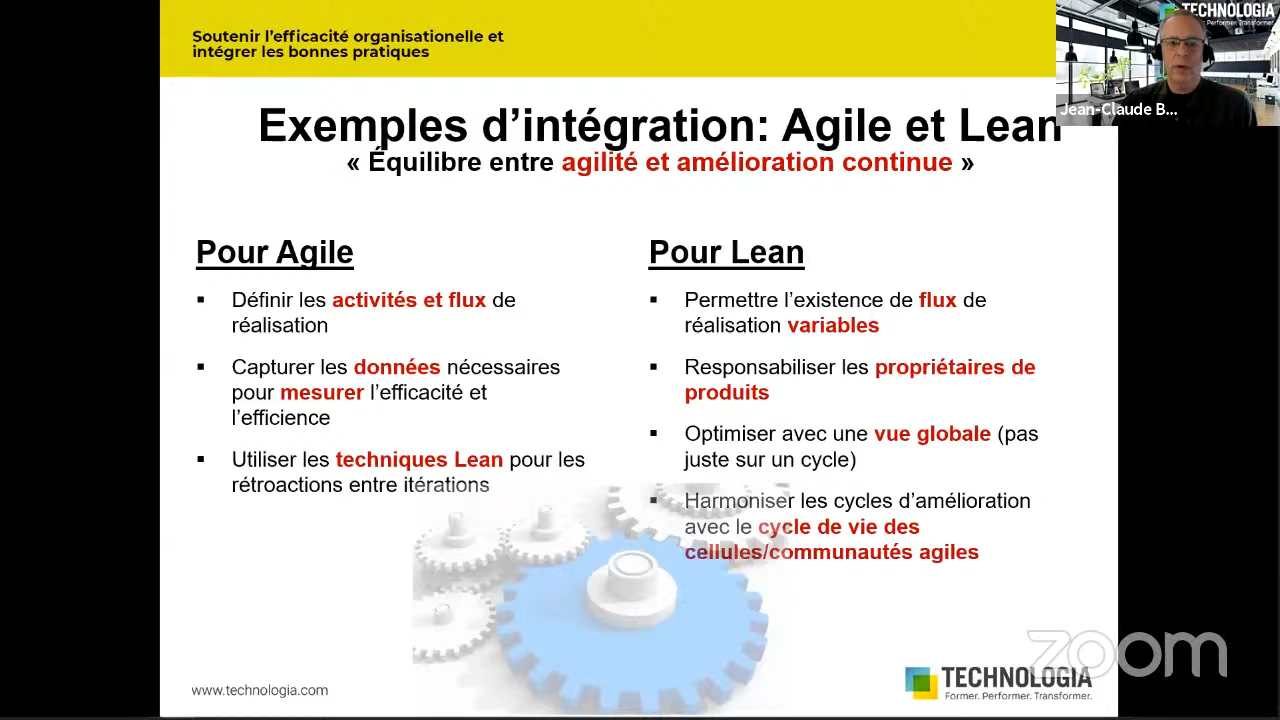 Soutenir l'efficacité organisationelle et
intégrer les bonnes pratiques
TECHNOLOGIA
Performer. Transformer.
Jean-Claude B...
Exemples d'intégration: Agile et Lean
« Équilibre entre agilité et amélioration continue »
Pour Agile
▪ Définir les activités et flux de
réalisation
▪ Capturer les données nécessaires
pour mesurer l'efficacité et
l'efficience
▪ Utiliser les techniques Lean pour les
rétroactions entre itérations
Pour Lean
▪ Permettre l'existence de flux de
réalisation variables
▪ Responsabiliser les propriétaires de
produits
▪ Optimiser avec une vue globale (pas
juste sur un cycle)
▪ Harmoniser les cycles d'amélioration
avec le cycle de vie des
cellules/communautés agiles
zoom
www.technologia.com
TECHNOLOGIA
Former. Performer. Transformer.